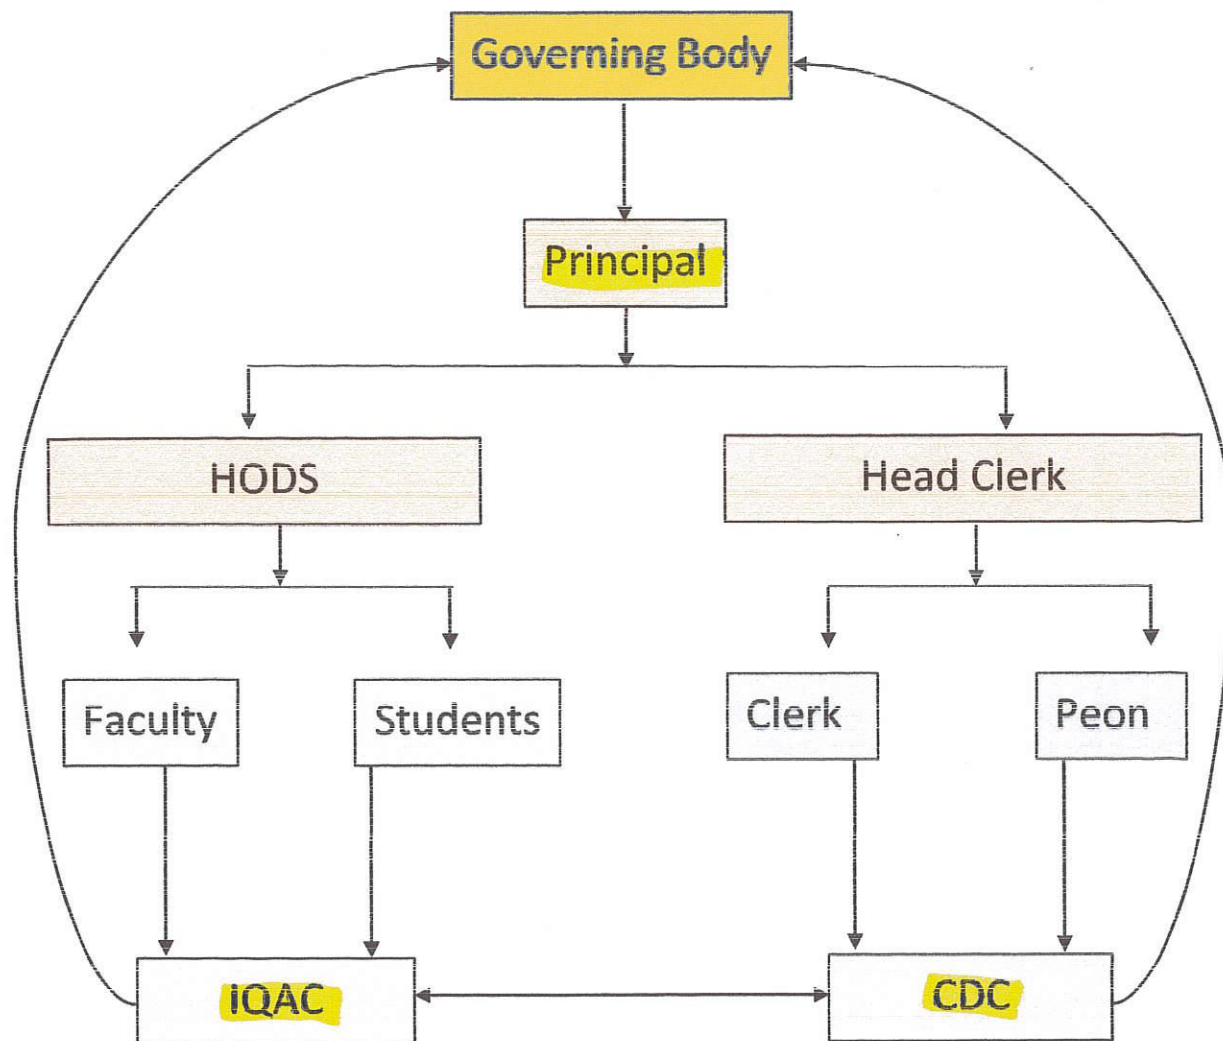 Governing Body
Principal
HODS
Head Clerk
Faculty
Students
Clerk
Peon
IQAC
CDC